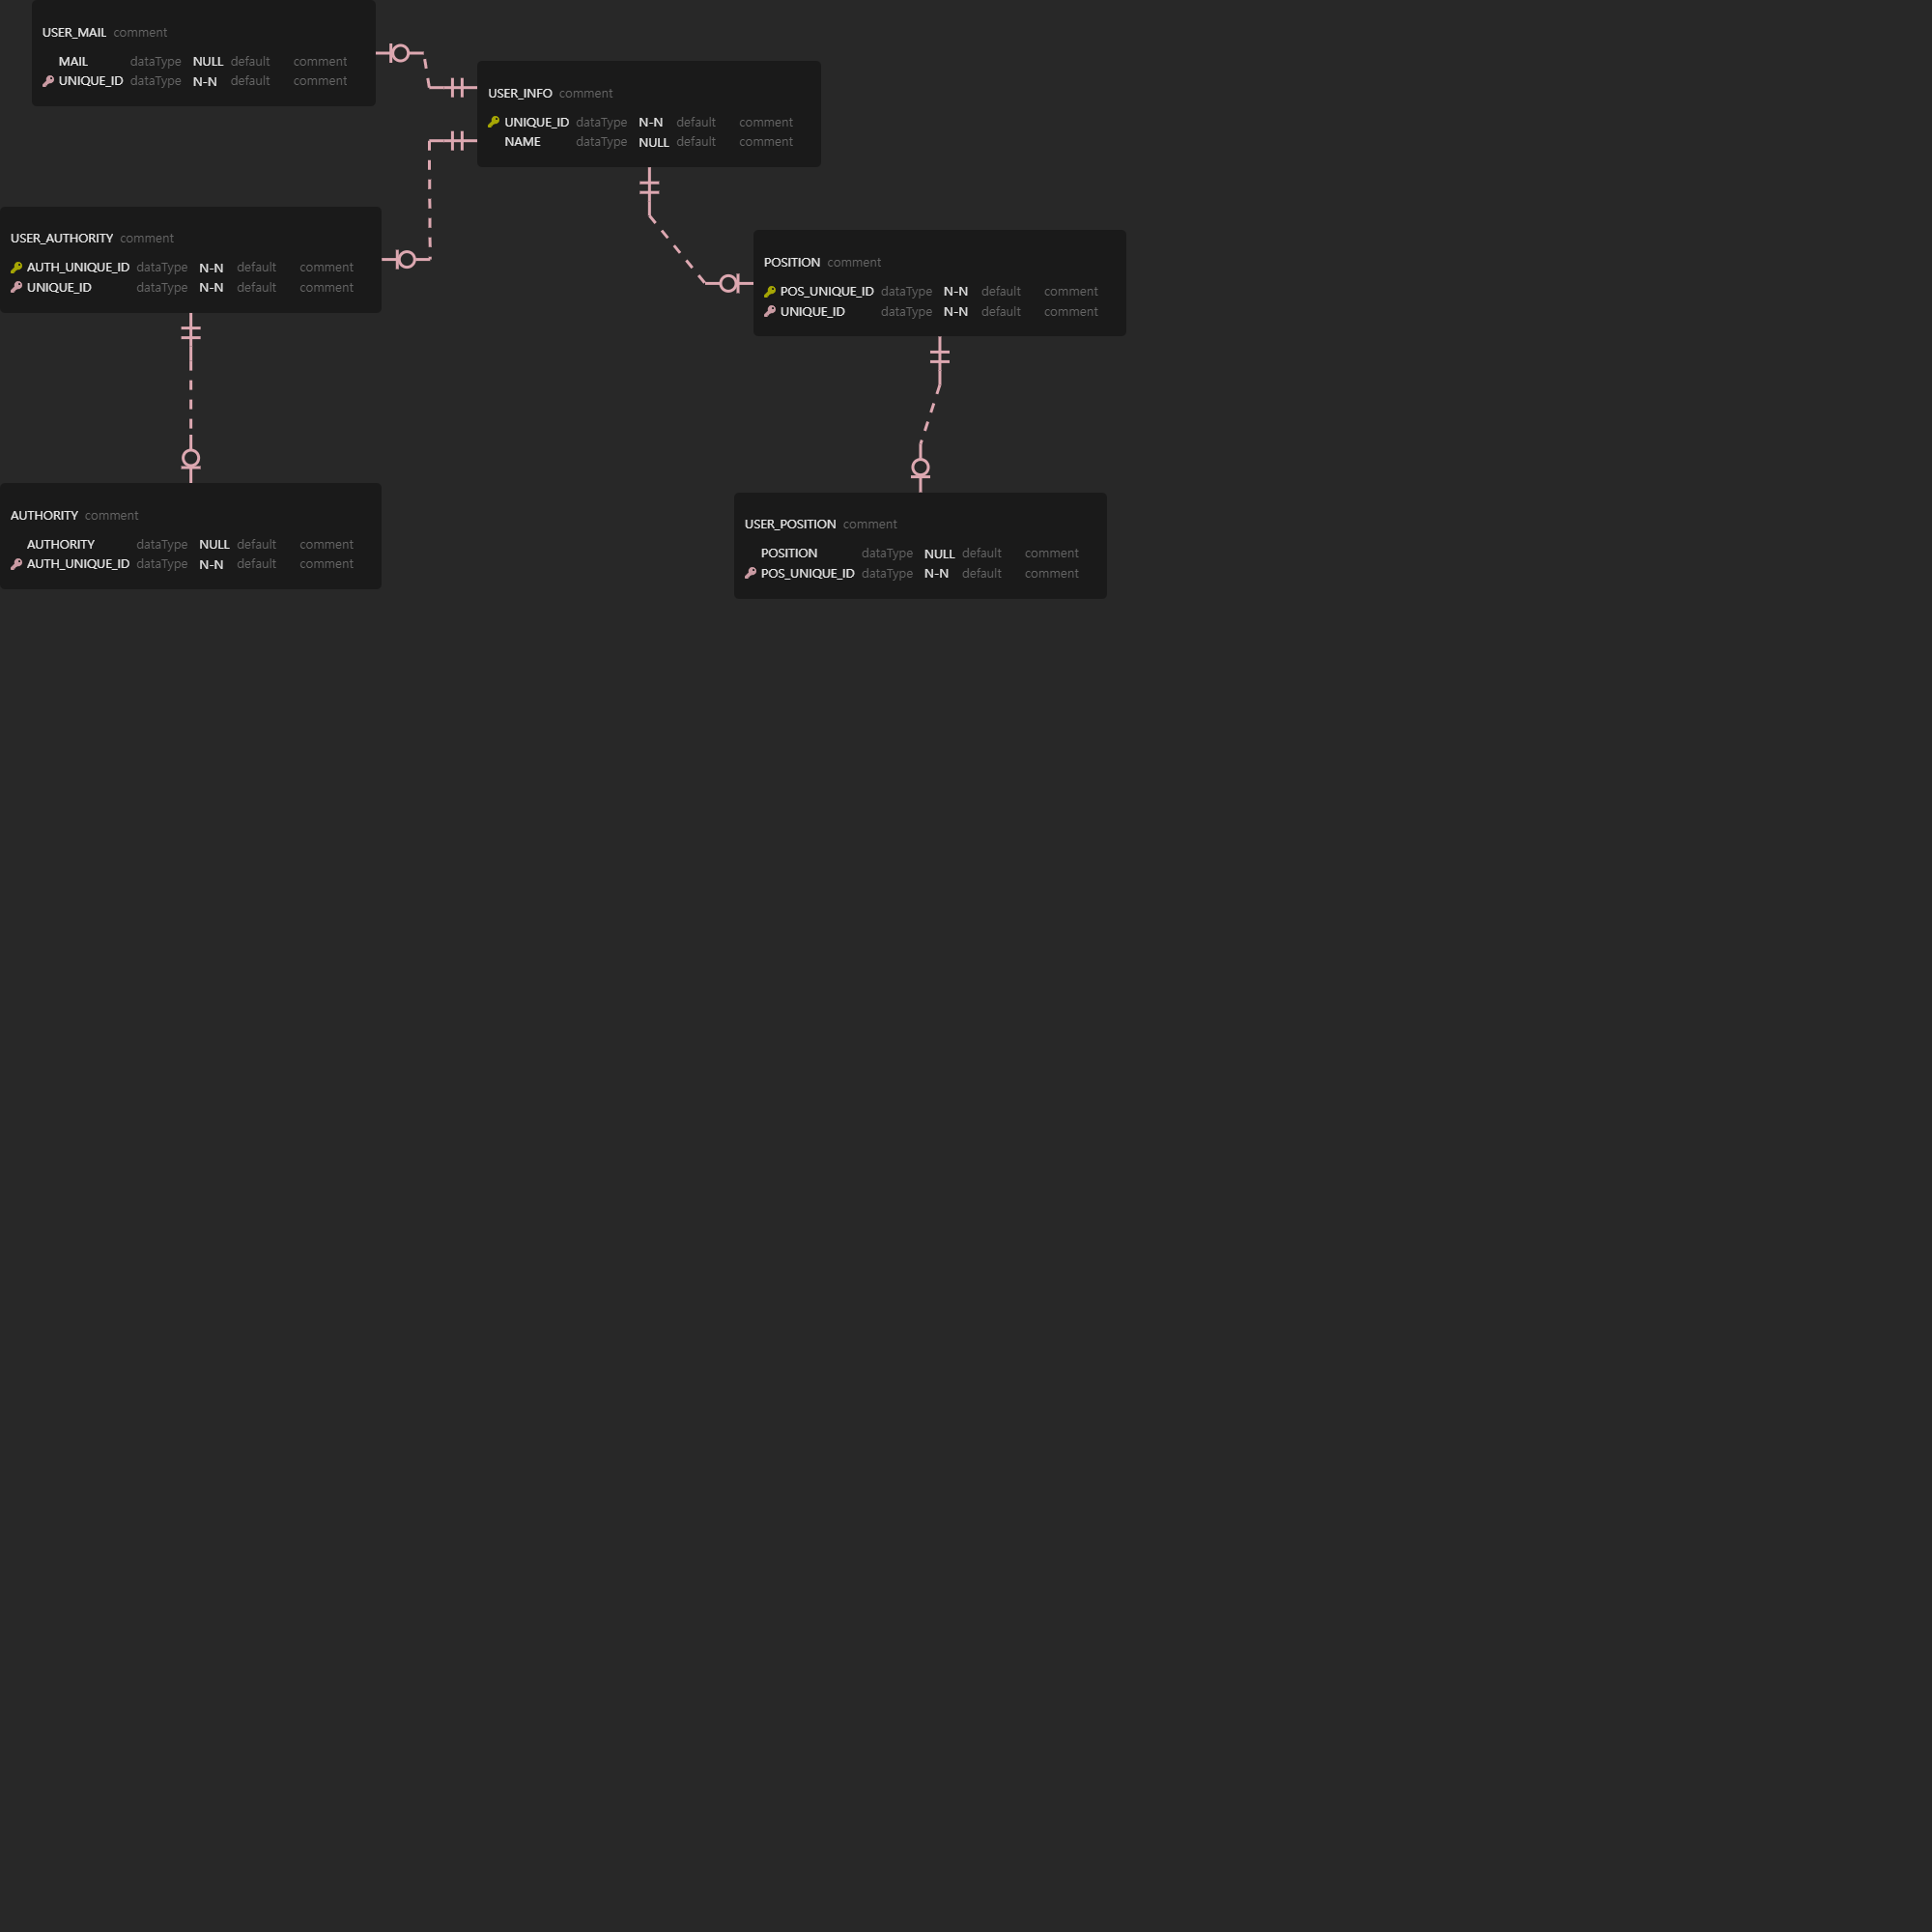 USER_MAIL comment
MAIL dataType NULL default comment
UNIQUE_ID dataType N-N default comment
USER_INFO comment
UNIQUE_ID dataType N-N default comment
NAME dataType NULL default comment
USER_AUTHORITY comment
AUTH_UNIQUE_ID dataType N-N default comment
UNIQUE_ID dataType N-N default comment
POSITION comment
POS_UNIQUE_ID dataType N-N default comment
UNIQUE_ID dataType N-N default comment
AUTHORITY comment
AUTHORITY dataType NULL default comment
AUTH_UNIQUE_ID dataType N-N default comment
USER_POSITION comment
POSITION dataType NULL default comment
POS_UNIQUE_ID dataType N-N default comment